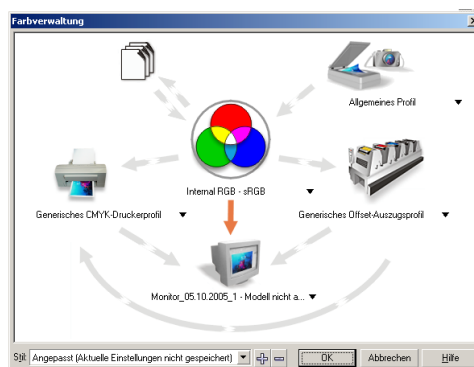 Farbverwaltung
Allgemeines Profil
Internal RGB - sRGB
Generisches CMYK-Druckerprofil
Generisches Offset-Auszugsprofil
Monitor_05.10.2005_1 - Modell nicht a...
Stil: Angepasst (Aktuelle Einstellungen nicht gespeichert)
OK
Abbrechen
Hilfe